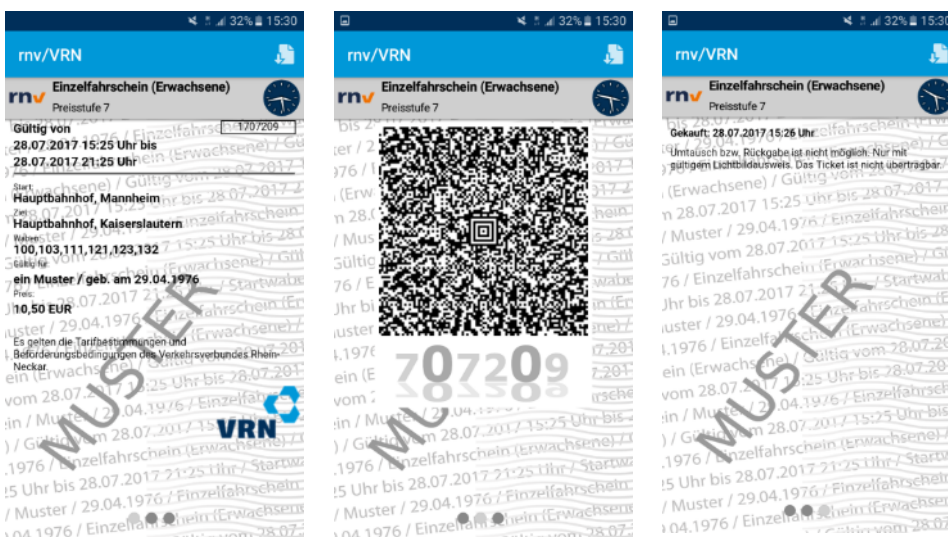 32% 15:30
rnv/VRN
rnv Einzelfahrschein (Erwachsene)
Preisstufe 7
Gültig von
1707209
28.07.2017 15:25 Uhr bis
28.07.2017 21:25 Uhr
Start:
Hauptbahnhof, Mannheim
Ziel:
Hauptbahnhof, Kaiserslautern
Waben:
100,103,111,121,123,132
Gültig für:
ein Muster / geb. am 29.04.1976
Preis:
10,50 EUR
Es gelten die Tarifbestimmungen und
Beförderungsbedingungen des Verkehrsverbundes Rhein-
Neckar.
MUSTER
VRN
32% 15:30
rnv/VRN
rnv Einzelfahrschein (Erwachsene)
Preisstufe 7
707209
MUSTER
32% 15:30
rnv/VRN
rnv Einzelfahrschein (Erwachsene)
Preisstufe 7
Gekauft: 28.07.2017 15:26 Uhr
Umtausch bzw. Rückgabe ist nicht möglich. Nur mit
gültigem Lichtbildausweis. Das Ticket ist nicht übertragbar.
MUSTER